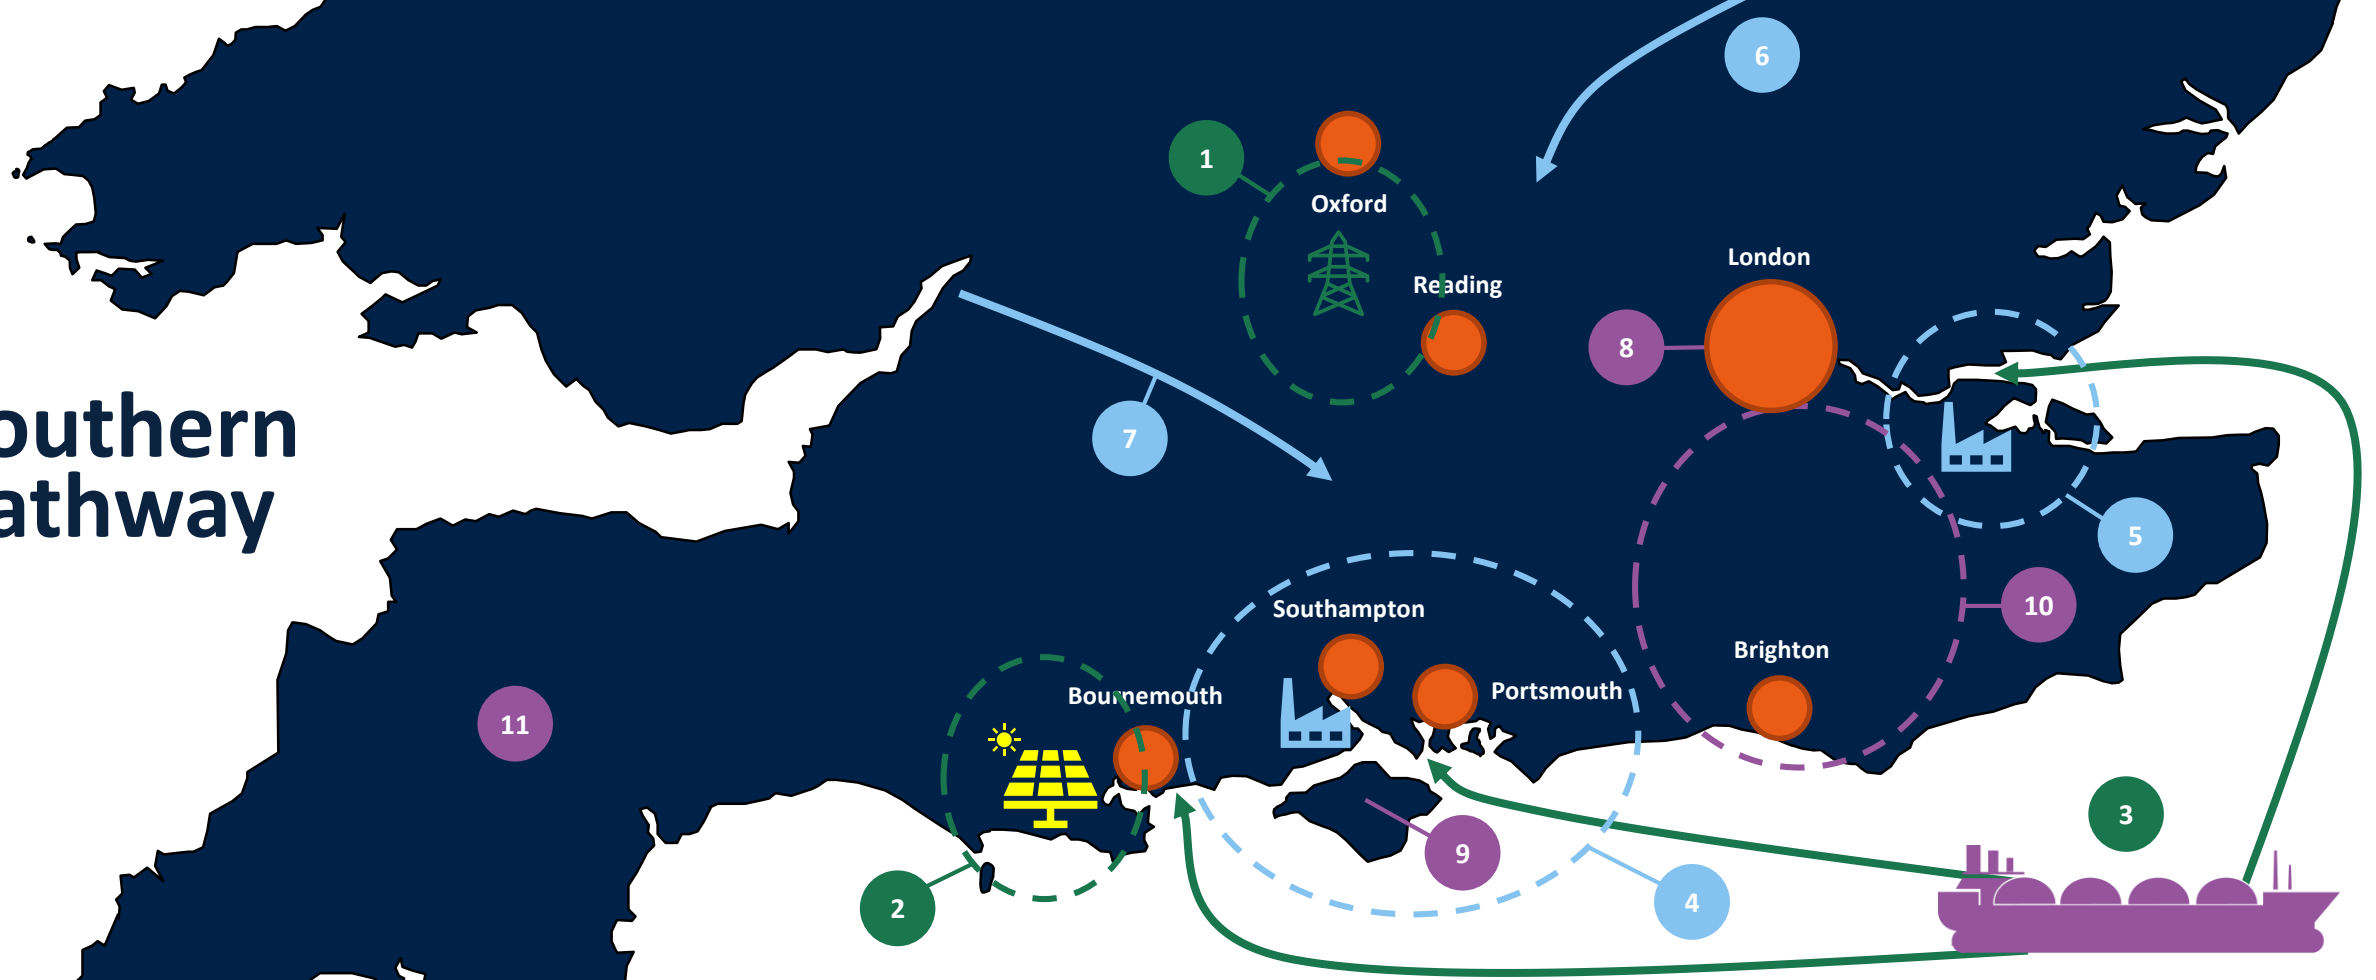 6
1
Oxford
London
Reading
8
outhern
athway
7
5
Southampton
10
Brighton
Bournemouth
Portsmouth
11
3
9
2
4